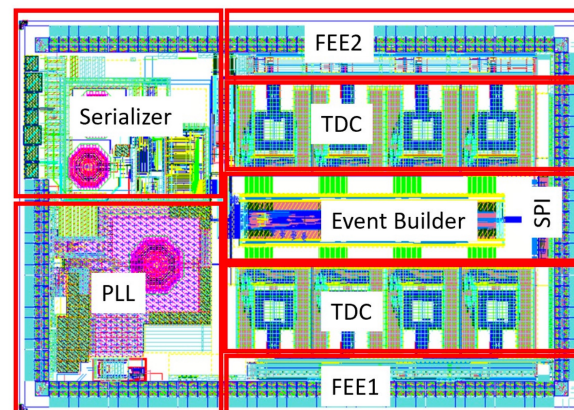 FEE2
Serializer
TDC
Event Builder
SPI
PLL
TDC
FEE1